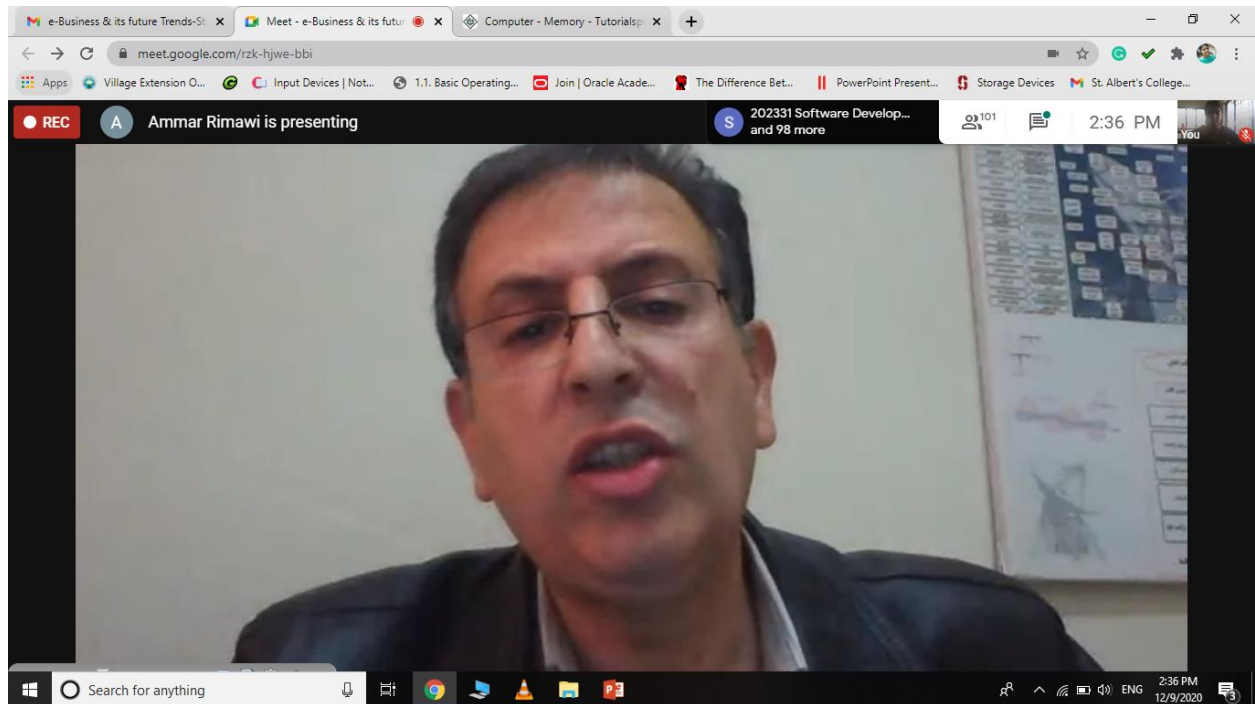 e-Business & its future Trends-St
Meet - e-Business & its futur
Computer - Memory - Tutorialsp
meet.google.com/rzk-hjwe-bbi
Apps
Village Extension O...
Input Devices | Not...
1.1. Basic Operating...
Join | Oracle Acade...
The Difference Bet...
PowerPoint Present...
Storage Devices
St. Albert's College...
REC
A
Ammar Rimawi is presenting
S
202331 Software Develop...
and 98 more
101
2:36 PM
You
Search for anything
ENG
2:36 PM
12/9/2020
3